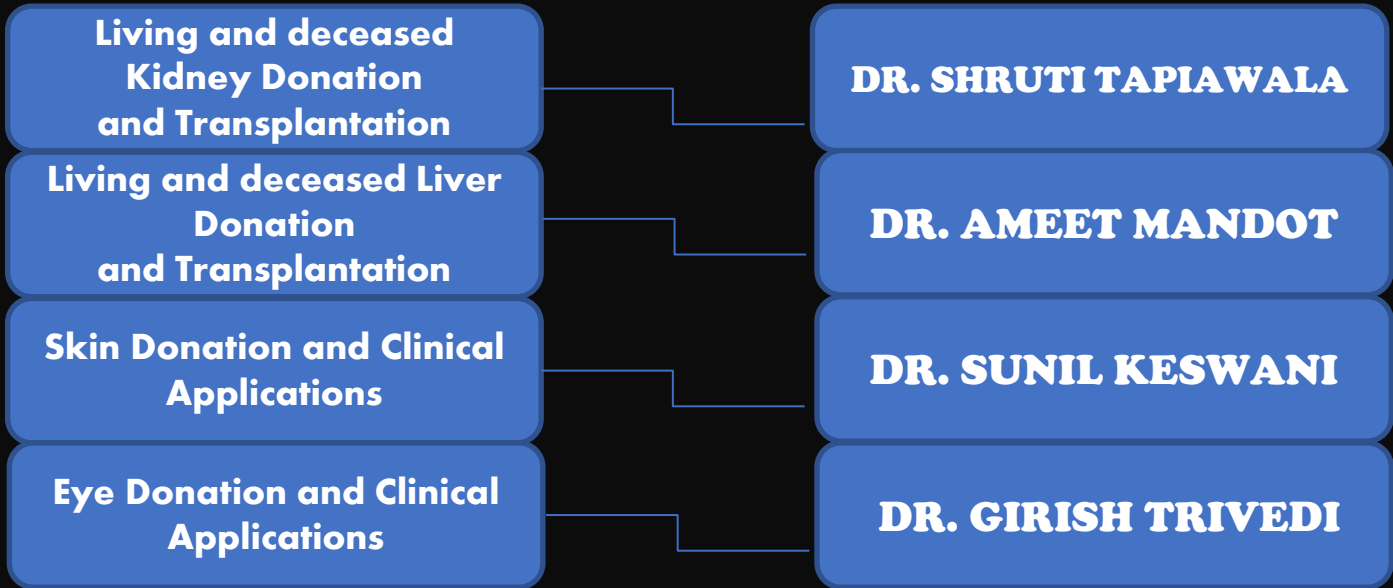 Living and deceased
Kidney Donation
and Transplantation
DR. SHRUTI TAPIAWALA
Living and deceased Liver
Donation
and Transplantation
DR. AMEET MANDOT
Skin Donation and Clinical
Applications
DR. SUNIL KESWANI
Eye Donation and Clinical
Applications
DR. GIRISH TRIVEDI